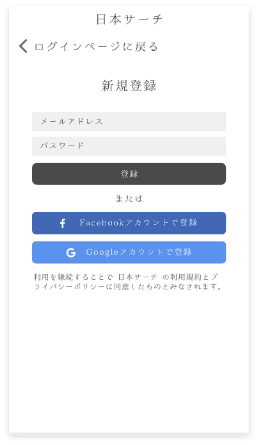 日本サーチ
ログインページに戻る
新規登録
メールアドレス
パスワード
登録
または
Facebookアカウントで登録
Googleアカウントで登録
利用を継続することで 日本サーチ の利用規約とプ
ライバシーポリシーに同意したものとみなされます。